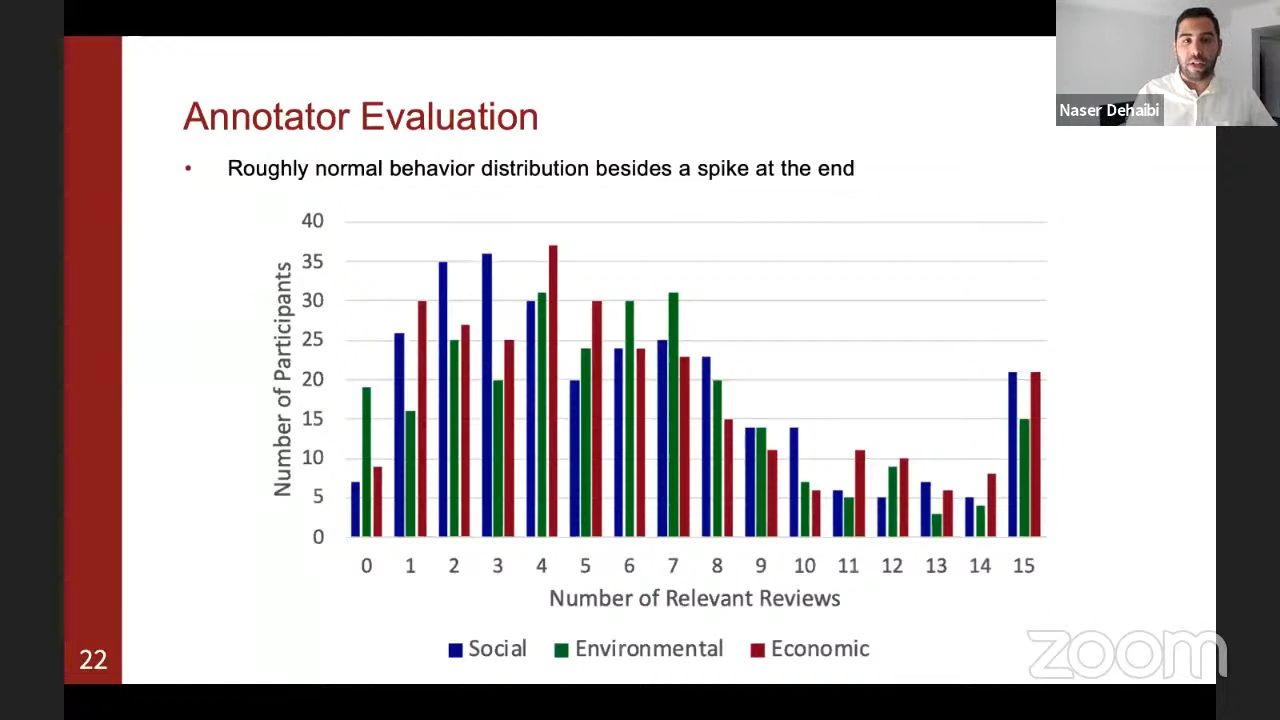 Annotator Evaluation
Naser Dehaibi
• Roughly normal behavior distribution besides a spike at the end
Number of Participants
40
35
30
25
20
15
10
5
0
0 1 2 3 4 5 6 7 8 9 10 11 12 13 14 15
Number of Relevant Reviews
Social Environmental Economic
22
zoom